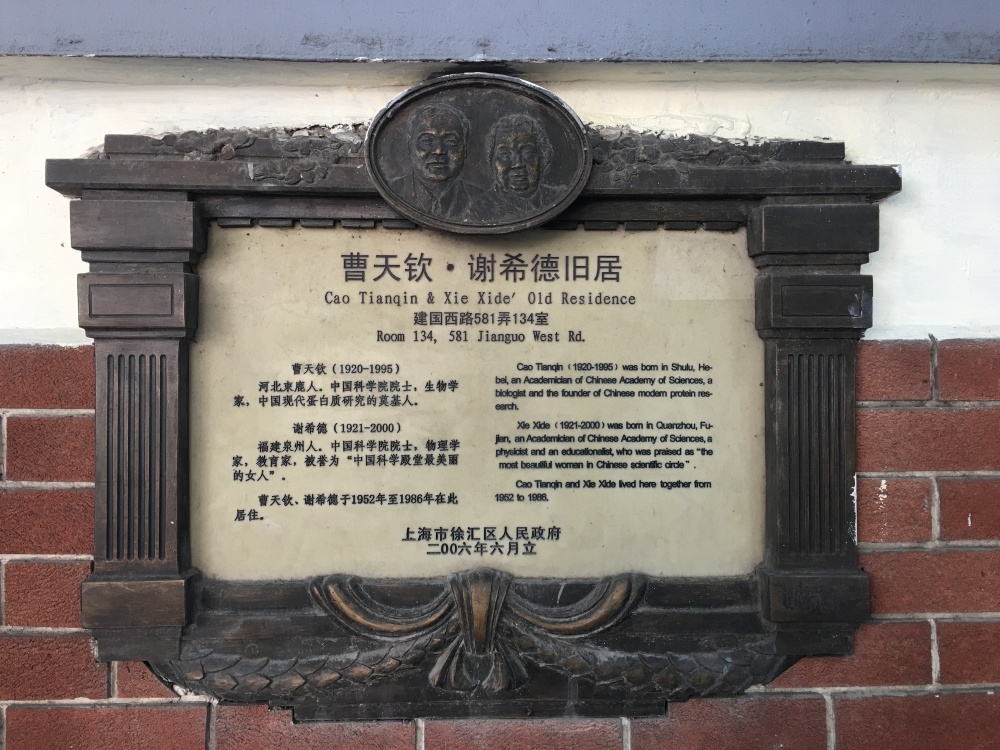 曹天钦·谢希德旧居
Cao Tianqin & Xie Xide' Old Residence
建国西路581弄134室
Room 134, 581 Jianguo West Rd.
曹天钦（1920-1995）
河北束鹿人。中国科学院院士，生物学
家，中国现代蛋白质研究的奠基人。
谢希德（1921-2000）
福建泉州人。中国科学院院士，物理学
家，教育家，被誉为“中国科学殿堂最美丽
的女人”。
曹天钦、谢希德于1952年至1986年在此
居住。
Cao Tianqin（1920-1995）was born in Shulu, He-
bei, an Academician of Chinese Academy of Sciences, a
biologist and the founder of Chinese modern protein res-
earch.
Xie Xide（1921-2000）was born in Quanzhou, Fu-
jian, an Academician of Chinese Academy of Sciences, a
physicist and an educationalist, who was praised as “the
most beautiful women in Chinese scientific circle”.
Cao Tianqin and Xie Xide lived here together from
1952 to 1986.
上海市徐汇区人民政府
二00六年六月立